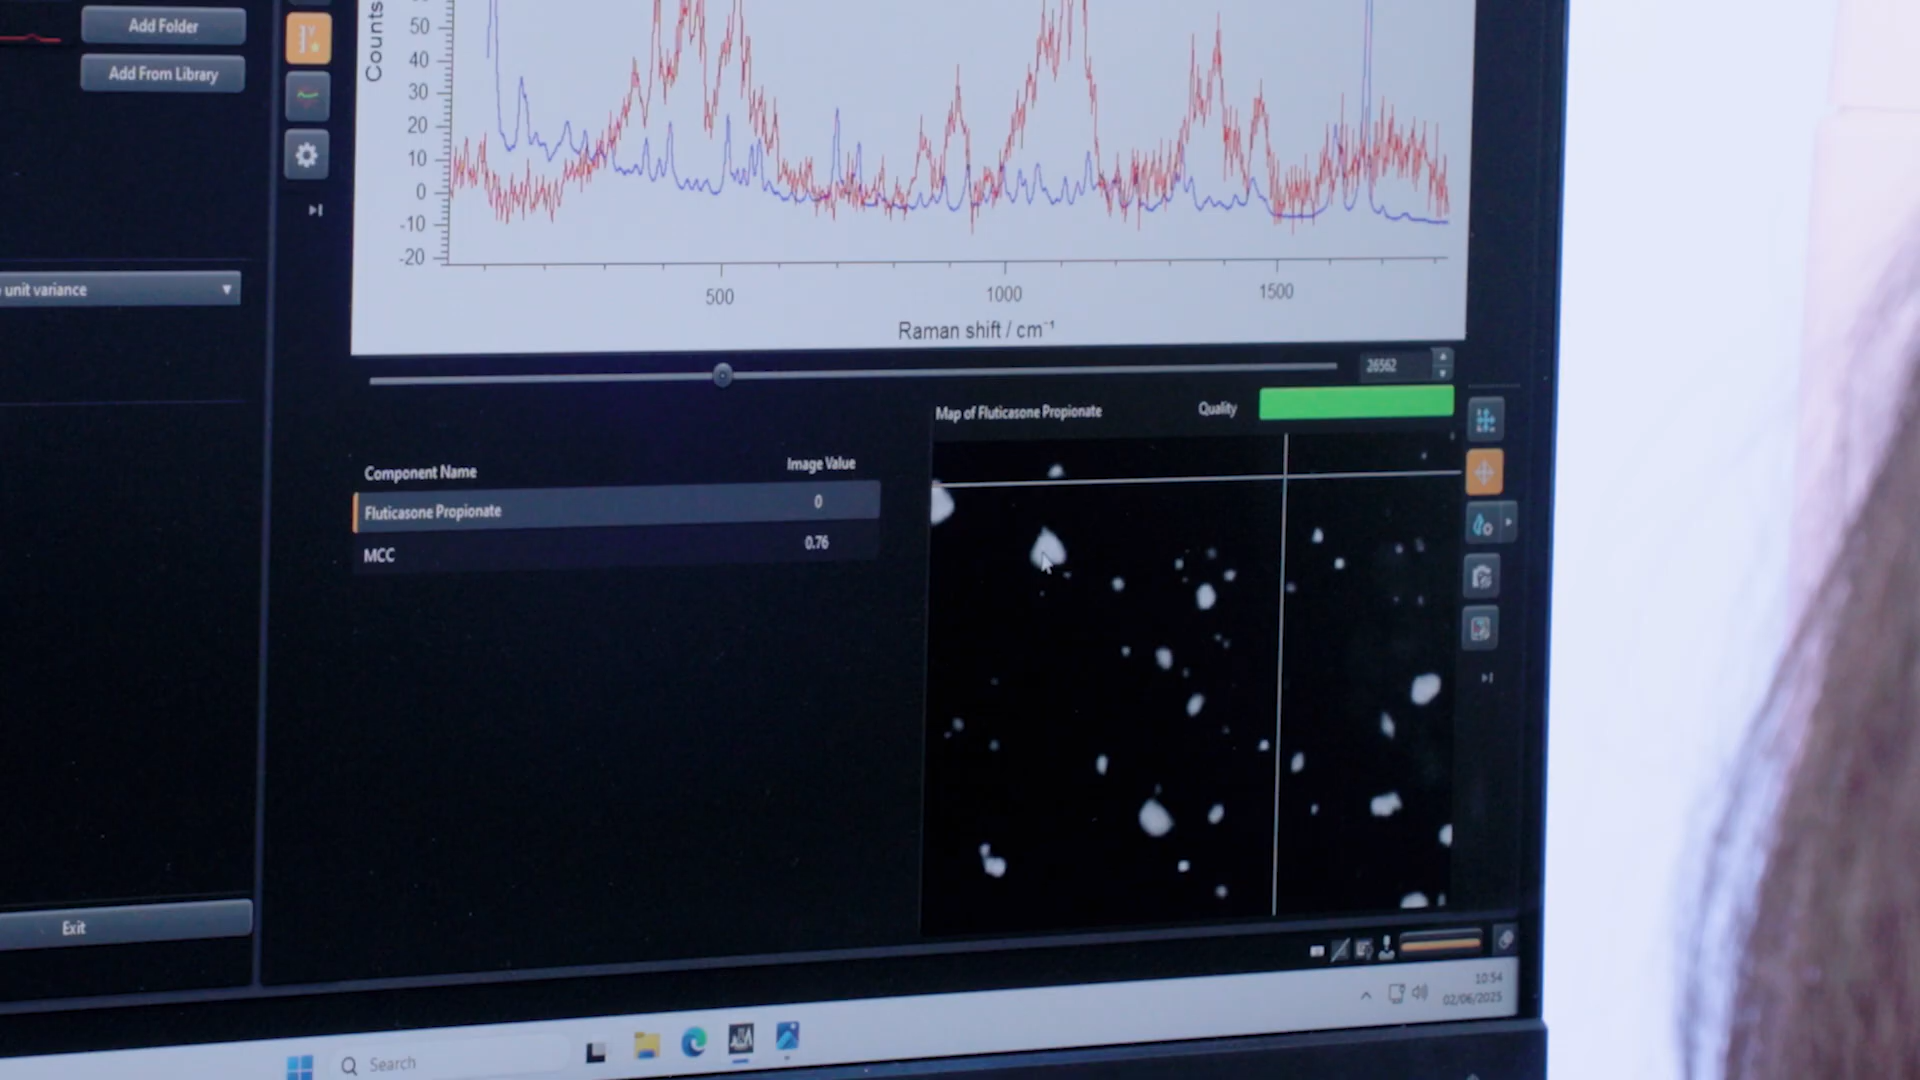 Add Folder
Add From Library
unit variance
Exit
Counts
50
40
30
20
10
0
-10
-20
500
1000
1500
Raman shift / cm⁻¹
26562
Component Name
Image Value
Fluticasone Propionate
0
MCC
0.76
Map of Fluticasone Propionate
Quality
10:54
02/06/2025
Search